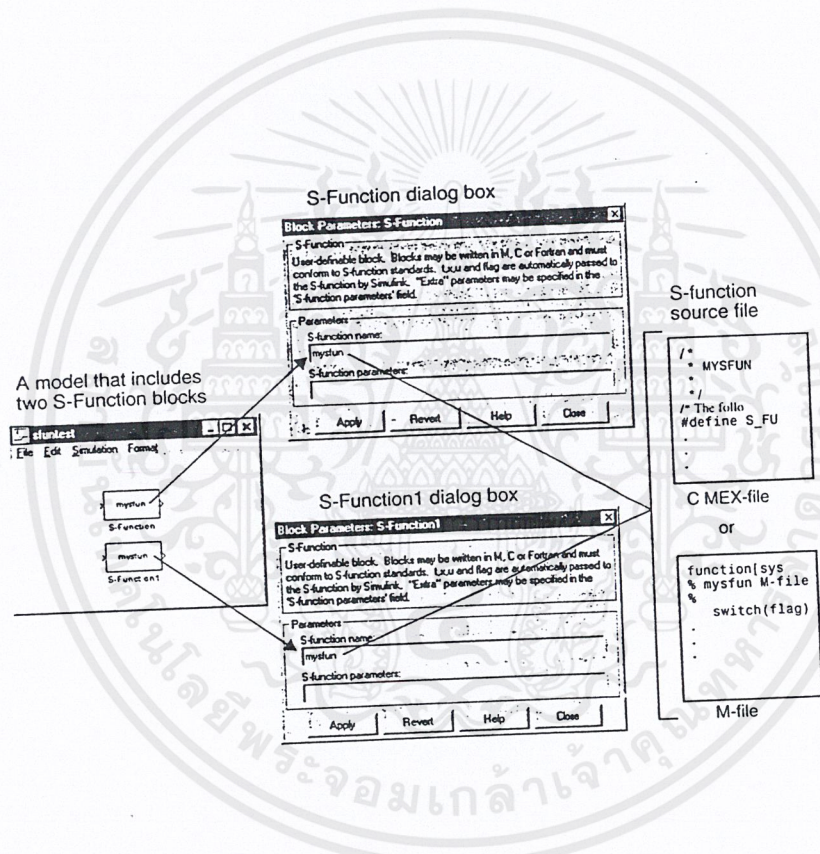 S-Function dialog box
Block Parameters: S-Function
S-Function
User-definable block. Blocks may be written in M, C or Fortran and must
conform to S-function standards. t,x,u and flag are automatically passed to
the S-function by Simulink. "Extra" parameters may be specified in the
'S-function parameters' field.
Parameters
S-function name:
mysfun
S-function parameters:
Apply Revert Help Close
A model that includes
two S-Function blocks
sfuntest
File Edit Simulation Format
mysfun
S-Function
mysfun
S-Function1
S-Function1 dialog box
Block Parameters: S-Function1
S-Function
User-definable block. Blocks may be written in M, C or Fortran and must
conform to S-function standards. t,x,u and flag are automatically passed to
the S-function by Simulink. "Extra" parameters may be specified in the
'S-function parameters' field.
Parameters
S-function name:
mysfun
S-function parameters:
Apply Revert Help Close
S-function
source file
/*
* MYSFUN
*
*/
/* The follo
#define S_FU
.
.
.
C MEX-file
or
function[sys
% mysfun M-file
%
switch(flag)
.
.
.
.
M-file